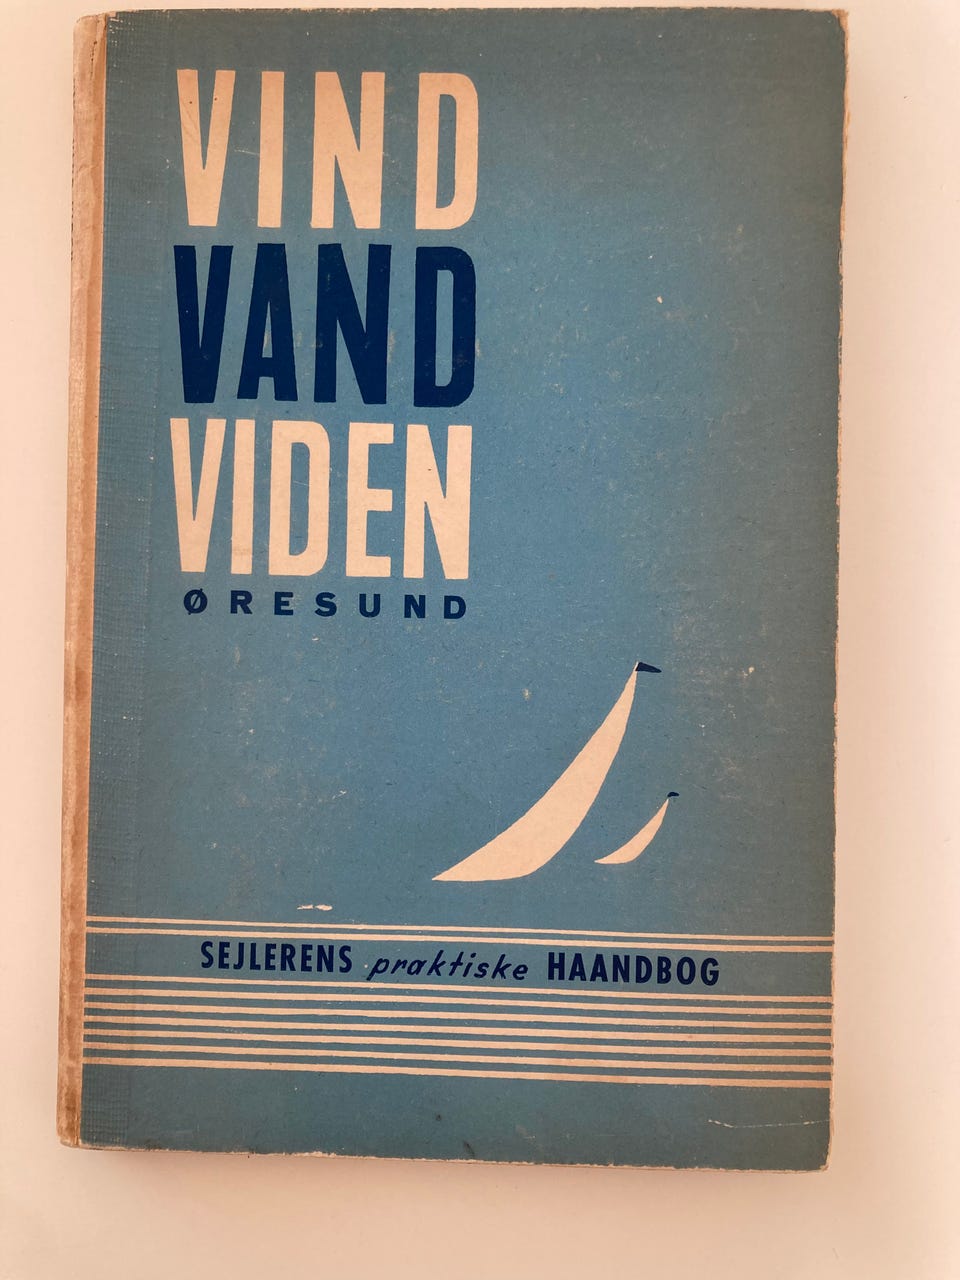 VIND
VAND
VIDEN
ØRESUND
SEJLERENS praktiske HAANDBOG